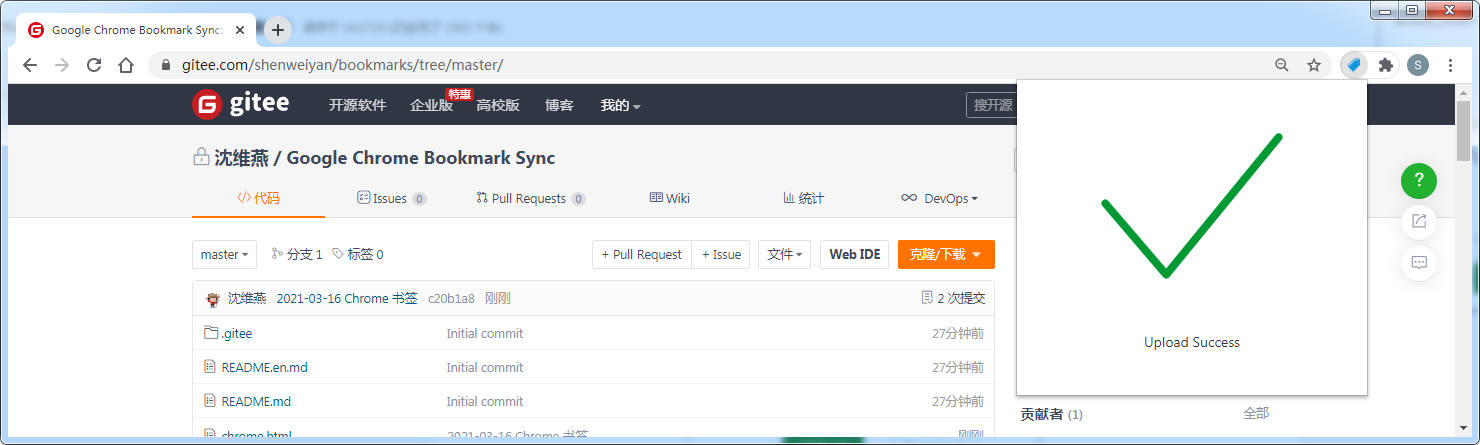 Google Chrome Bookmark Sync:
gitee.com/shenweiyan/bookmarks/tree/master/
S
gitee
开源软件
企业版
特惠
高校版
博客
我的
搜开源
沈维燕 / Google Chrome Bookmark Sync
代码
Issues 0
Pull Requests 0
Wiki
统计
DevOps
master
分支 1
标签 0
+ Pull Request
+ Issue
文件
Web IDE
克隆/下载
沈维燕 2021-03-16 Chrome 书签 c20b1a8 刚刚
2 次提交
.gitee Initial commit 27分钟前
README.en.md Initial commit 27分钟前
README.md Initial commit 27分钟前
chrome.html 2021-03-16 Chrome 书签 刚刚
Upload Success
贡献者 (1) 全部
?